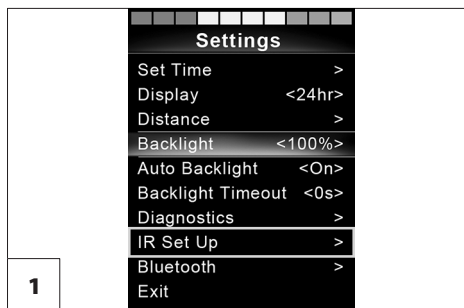 Settings
Set Time >
Display <24hr>
Distance >
Backlight <100%>
Auto Backlight <On>
Backlight Timeout <0s>
Diagnostics >
IR Set Up >
Bluetooth >
Exit
1